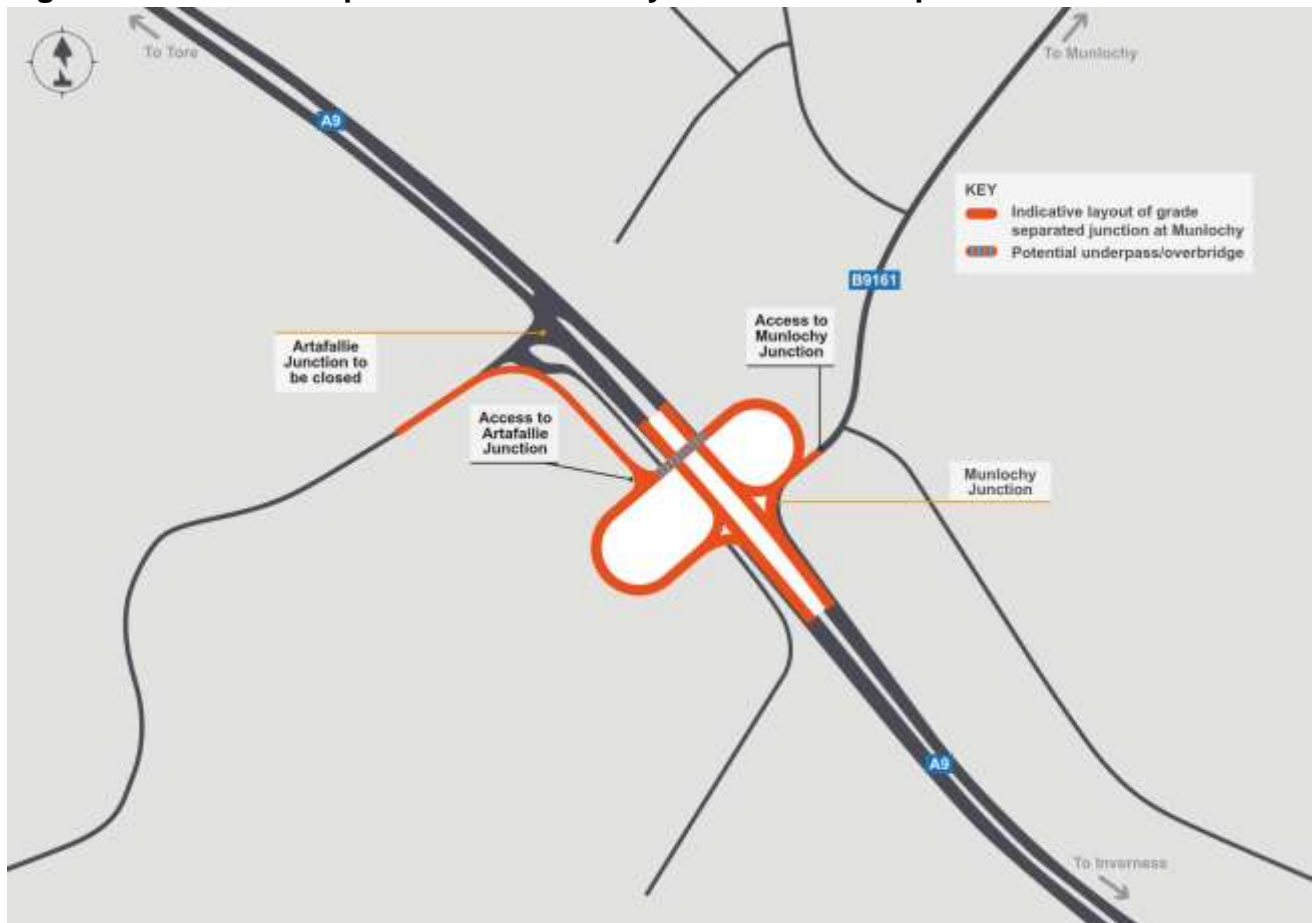 To Tore
To Munlochy
A9
KEY
Indicative layout of grade
separated junction at Munlochy
Potential underpass/overbridge
B9161
Access to
Munlochy
Junction
Artafallie
Junction to
be closed
Access to
Artafallie
Junction
Munlochy
Junction
A9
To Inverness